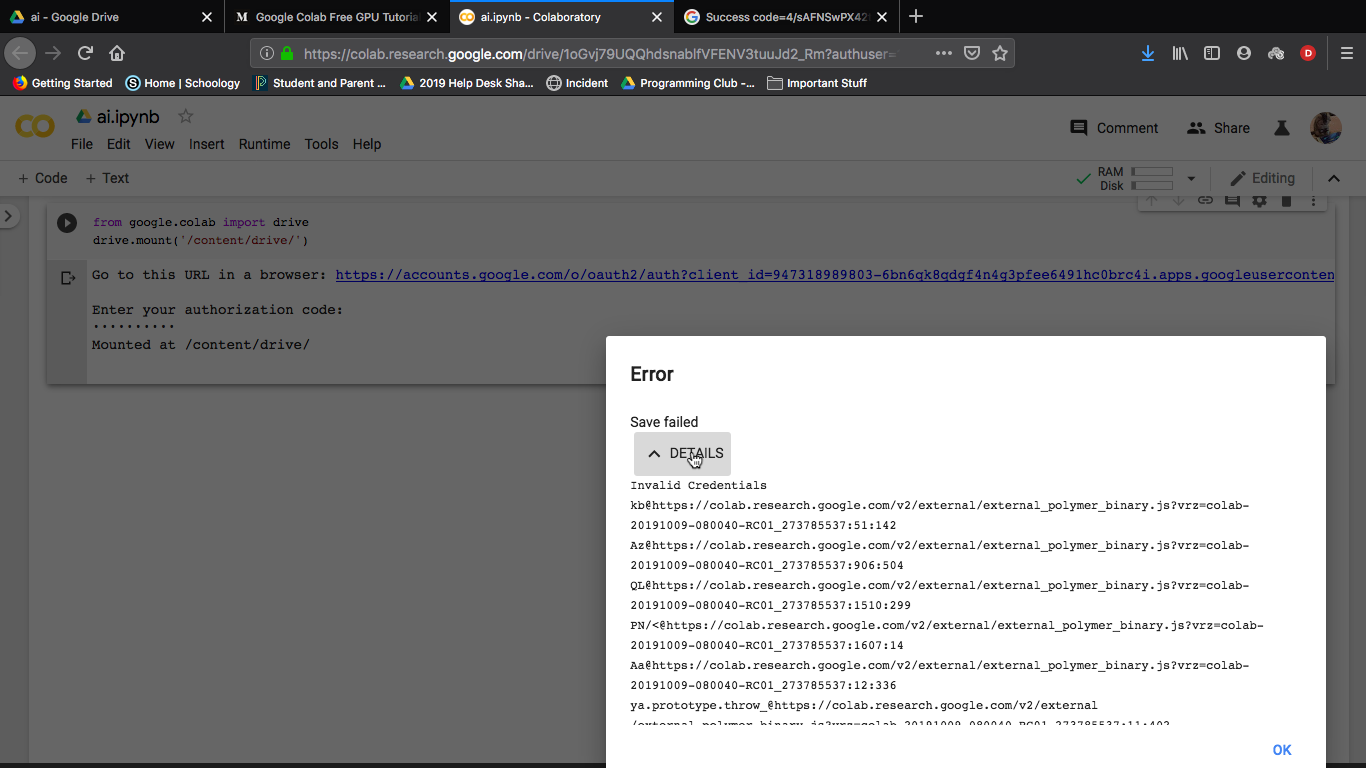 ai - Google Drive
Google Colab Free GPU Tutoria
ai.ipynb - Colaboratory
Success code=4/sAFNSwPX42
https://colab.research.google.com/drive/1oGvj79UQQhdsnablfVFENV3tuuJd2_Rm?authuser=
Getting Started
Home | Schoology
Student and Parent ...
2019 Help Desk Sha...
Incident
Programming Club -...
Important Stuff
ai.ipynb
File Edit View Insert Runtime Tools Help
Comment
Share
+ Code + Text
RAM
Disk
Editing
from google.colab import drive
drive.mount('/content/drive/')
Go to this URL in a browser: https://accounts.google.com/o/oauth2/auth?client_id=947318989803-6bn6qk8qdgf4n4g3pfee6491hc0brc4i.apps.googleuserconten
Enter your authorization code:
··········
Mounted at /content/drive/
Error
Save failed
DETAILS
Invalid Credentials
kb@https://colab.research.google.com/v2/external/external_polymer_binary.js?vrz=colab-
20191009-080040-RC01_273785537:51:142
Az@https://colab.research.google.com/v2/external/external_polymer_binary.js?vrz=colab-
20191009-080040-RC01_273785537:906:504
QL@https://colab.research.google.com/v2/external/external_polymer_binary.js?vrz=colab-
20191009-080040-RC01_273785537:1510:299
PN/<@https://colab.research.google.com/v2/external/external_polymer_binary.js?vrz=colab-
20191009-080040-RC01_273785537:1607:14
Aa@https://colab.research.google.com/v2/external/external_polymer_binary.js?vrz=colab-
20191009-080040-RC01_273785537:12:336
ya.prototype.throw_@https://colab.research.google.com/v2/external
/external_polymer_binary.js?vrz=colab-20191009-080040-RC01_273785537:11:402
OK